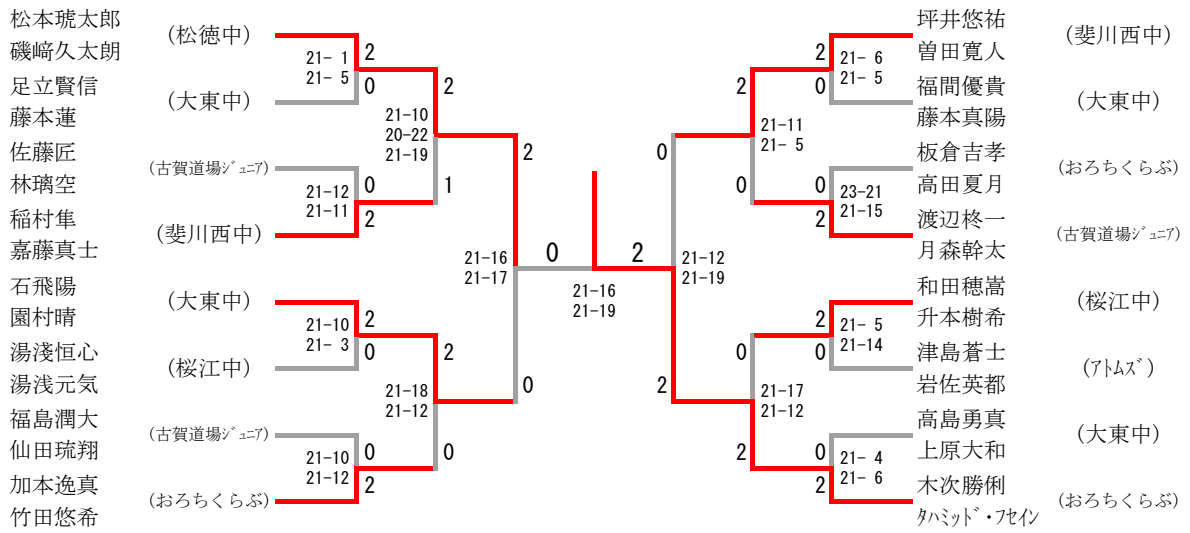 松本琥太郎
磯﨑久太朗
(松徳中)
足立賢信
藤本蓮
(大東中)
佐藤匠
林璃空
(古賀道場ｼﾞｭﾆｱ)
稲村隼
嘉藤真士
(斐川西中)
石飛陽
園村晴
(大東中)
湯淺恒心
湯浅元気
(桜江中)
福島潤大
仙田琉翔
(古賀道場ｼﾞｭﾆｱ)
加本逸真
竹田悠希
(おろちくらぶ)
21- 1
21- 5
2
0
21-12
21-11
0
2
21-10
21- 3
2
0
21-10
21-12
0
2
21-10
20-22
21-19
2
1
21-18
21-12
2
0
21-16
21-17
2
0
0
2
21-16
21-19
21-12
21-19
0
2
21-11
21- 5
2
0
21-17
21-12
0
2
21- 6
21- 5
2
0
23-21
21-15
0
2
21- 5
21-14
2
0
21- 4
21- 6
0
2
坪井悠祐
曽田寛人
(斐川西中)
福間優貴
藤本真陽
(大東中)
板倉吉孝
高田夏月
(おろちくらぶ)
渡辺柊一
月森幹太
(古賀道場ｼﾞｭﾆｱ)
和田穂嵩
升本樹希
(桜江中)
津島蒼士
岩佐英都
(ｱﾄﾑｽﾞ)
高島勇真
上原大和
(大東中)
木次勝俐
ﾀﾊﾐｯﾄﾞ・ﾌｾｲﾝ
(おろちくらぶ)